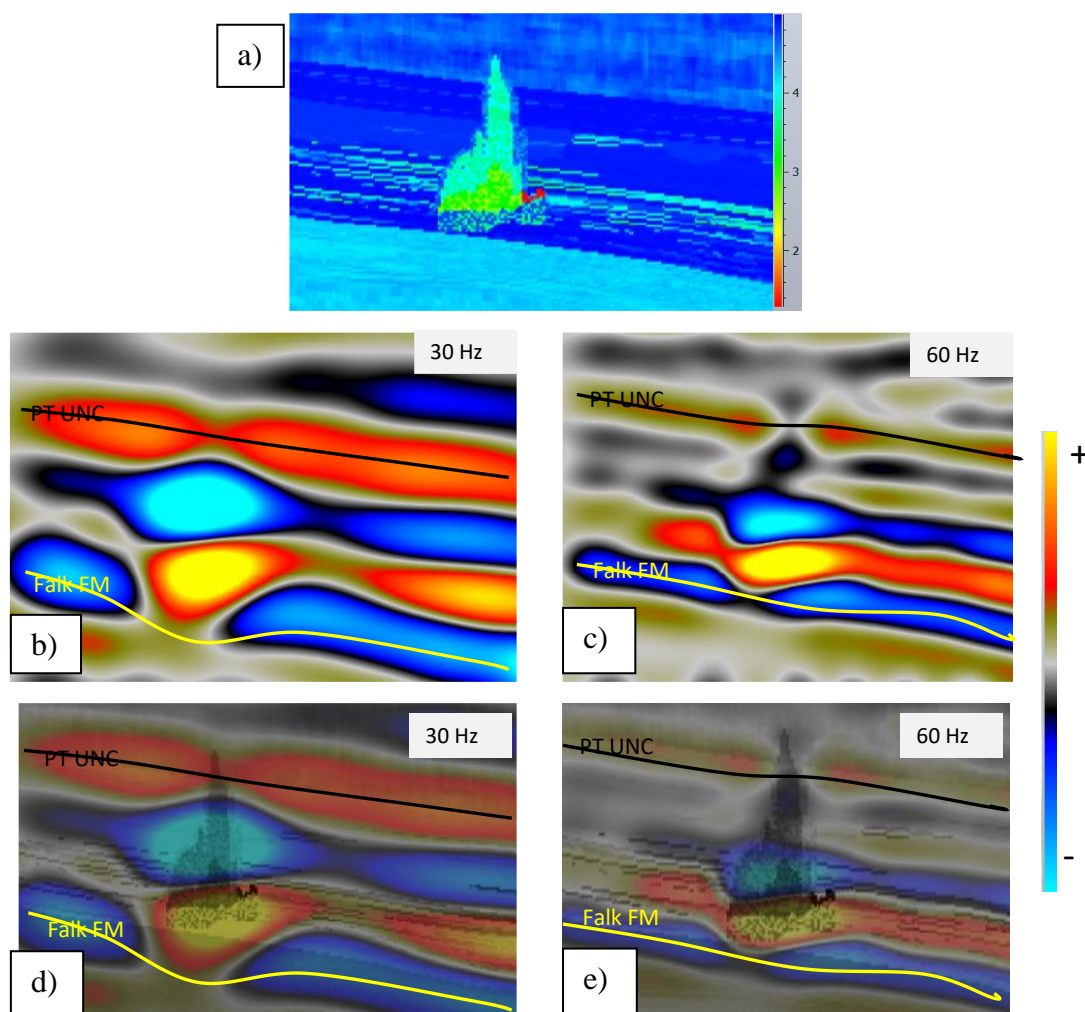 a)
4
3
2
30 Hz
60 Hz
PT UNC
PT UNC
+
Falk FM
Falk FM
b)
c)
30 Hz
60 Hz
PT UNC
PT UNC
-
Falk FM
Falk FM
d)
e)